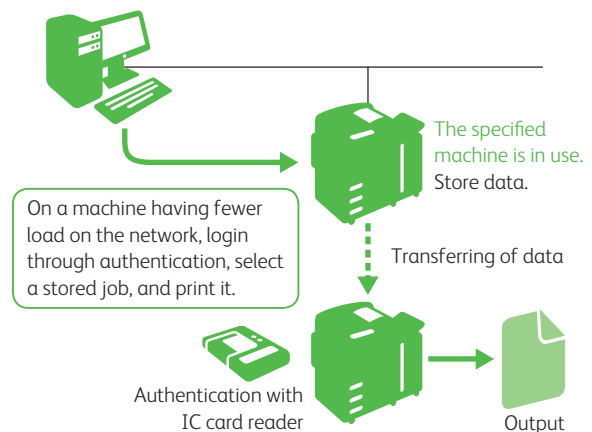 The specified
machine is in use.
Store data.
On a machine having fewer
load on the network, login
through authentication, select
a stored job, and print it.
Transferring of data
Authentication with
IC card reader
Output